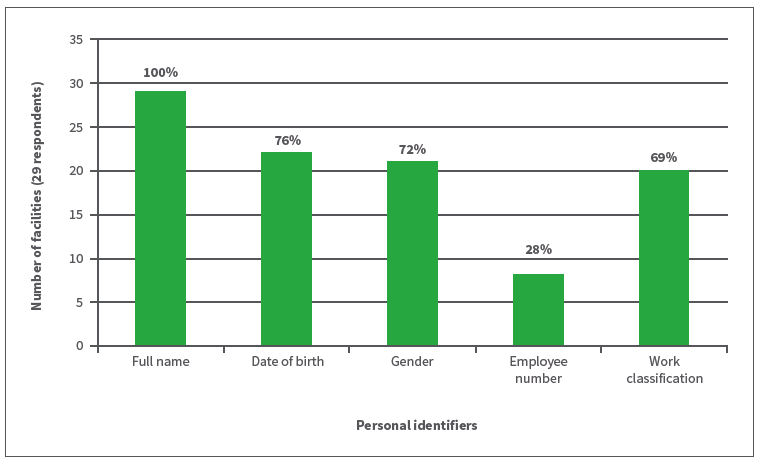 Number of facilities (29 respondents)
35
30
25
20
15
10
5
0
100%
76%
72%
28%
69%
Full name
Date of birth
Gender
Employee
number
Work
classification
Personal identifiers